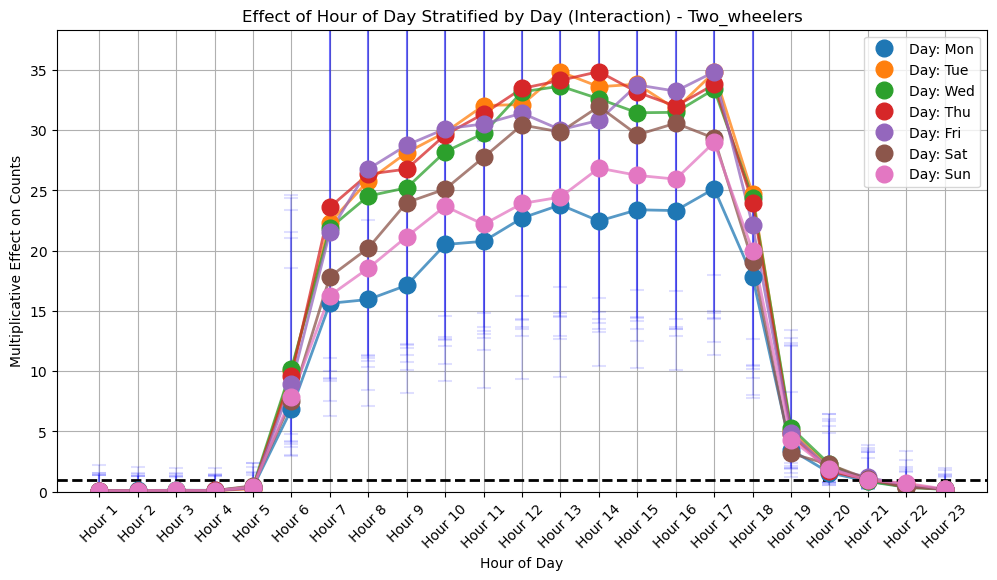 Effect of Hour of Day Stratified by Day (Interaction) - Two_wheelers
Multiplicative Effect on Counts
35
30
25
20
15
10
5
0
Day: Mon
Day: Tue
Day: Wed
Day: Thu
Day: Fri
Day: Sat
Day: Sun
Hour 1
Hour 2
Hour 3
Hour 4
Hour 5
Hour 6
Hour 7
Hour 8
Hour 9
Hour 10
Hour 11
Hour 12
Hour 13
Hour 14
Hour 15
Hour 16
Hour 17
Hour 18
Hour 19
Hour 20
Hour 21
Hour 22
Hour 23
Hour of Day